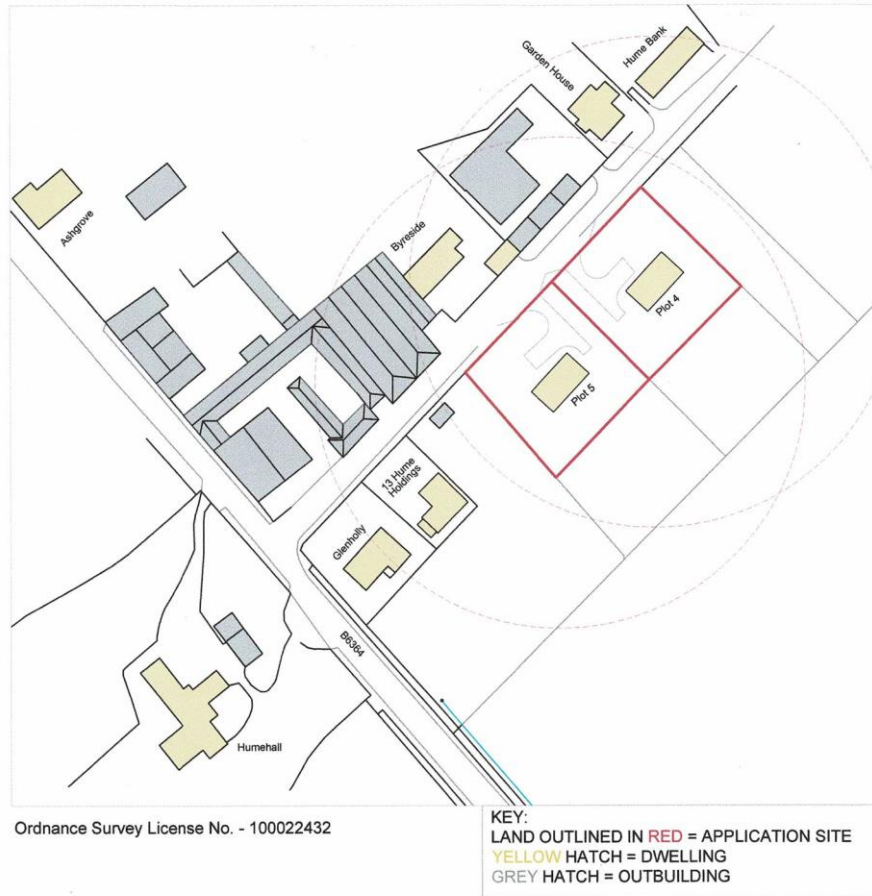 Hume Bank
Garden House
Ashgrove
Byreside
Plot 4
Plot 5
13 Hume
Holdings
Glenholly
B6364
Humehall
Ordnance Survey License No. - 100022432
KEY:
LAND OUTLINED IN RED = APPLICATION SITE
YELLOW HATCH = DWELLING
GREY HATCH = OUTBUILDING